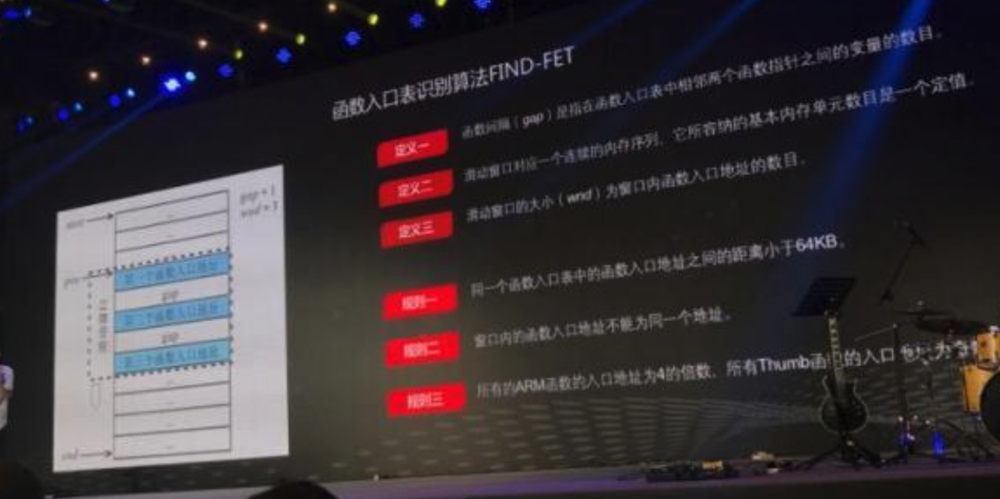 函数入口表识别算法FIND-FET
定义一
函数间隔（gap）是指在函数入口表中相邻两个函数指针之间的变量的数目。
定义二
滑动窗口对应一个连续的内存序列，它所容纳的基本内存单元数目是一个定值。
定义三
滑动窗口的大小（wnd）为窗口内函数入口地址的数目。
规则一
同一个函数入口表中的函数入口地址之间的距离小于64KB。
规则二
窗口内的函数入口地址不能为同一个地址。
规则三
所有的ARM函数的入口地址为4的倍数，所有Thumb函数的入口地址为
gap = 1
wnd = 3
第一个函数入口地址
gap
第二个函数入口地址
gap
第三个函数入口地址
end